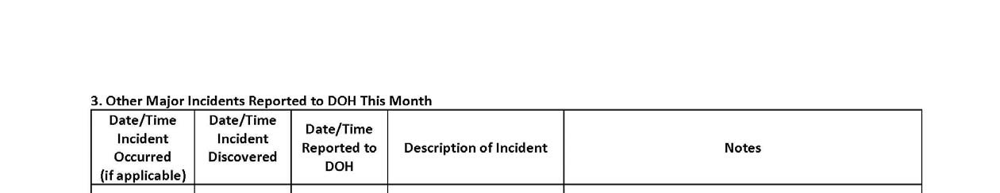 3. Other Major Incidents Reported to DOH This Month
Date/Time
Incident
Occurred
(if applicable)
Date/Time
Incident
Discovered
Date/Time
Reported to
DOH
Description of Incident
Notes